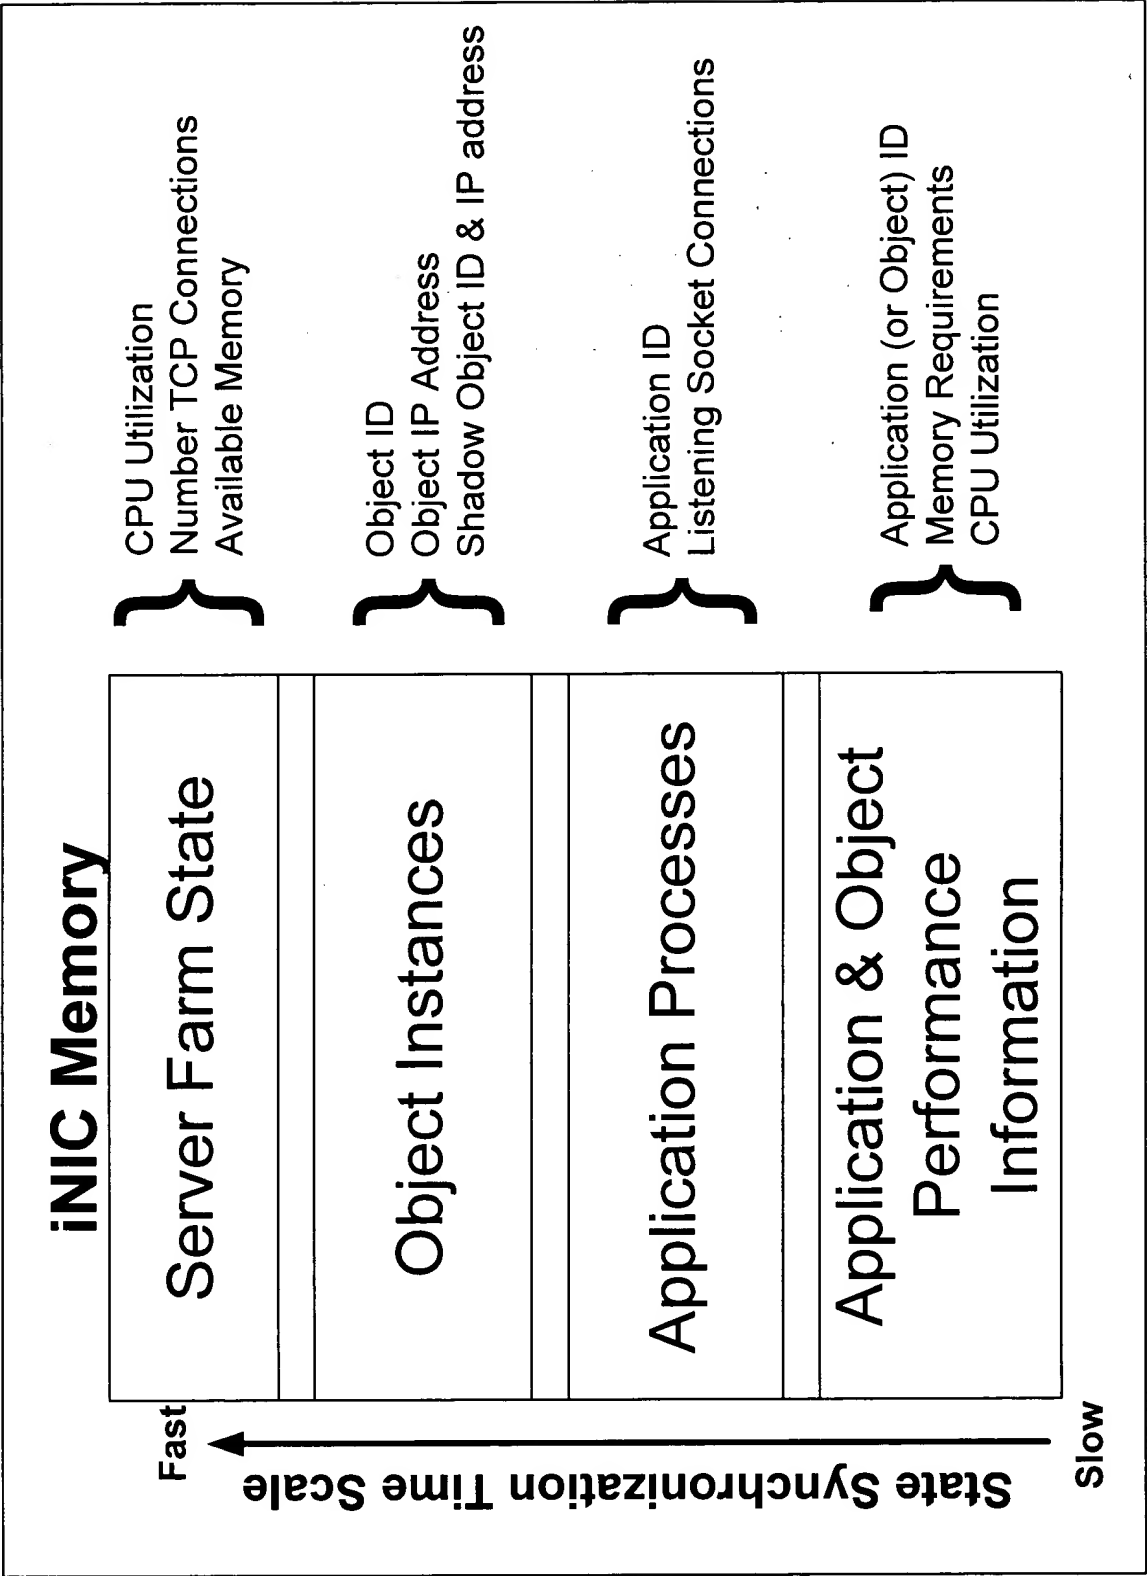 iNIC Memory
Fast
State Synchronization Time Scale
Slow
Server Farm State
CPU Utilization
Number TCP Connections
Available Memory
Object Instances
Object ID
Object IP Address
Shadow Object ID & IP address
Application Processes
Application ID
Listening Socket Connections
Application & Object
Performance
Information
Application (or Object) ID
Memory Requirements
CPU Utilization